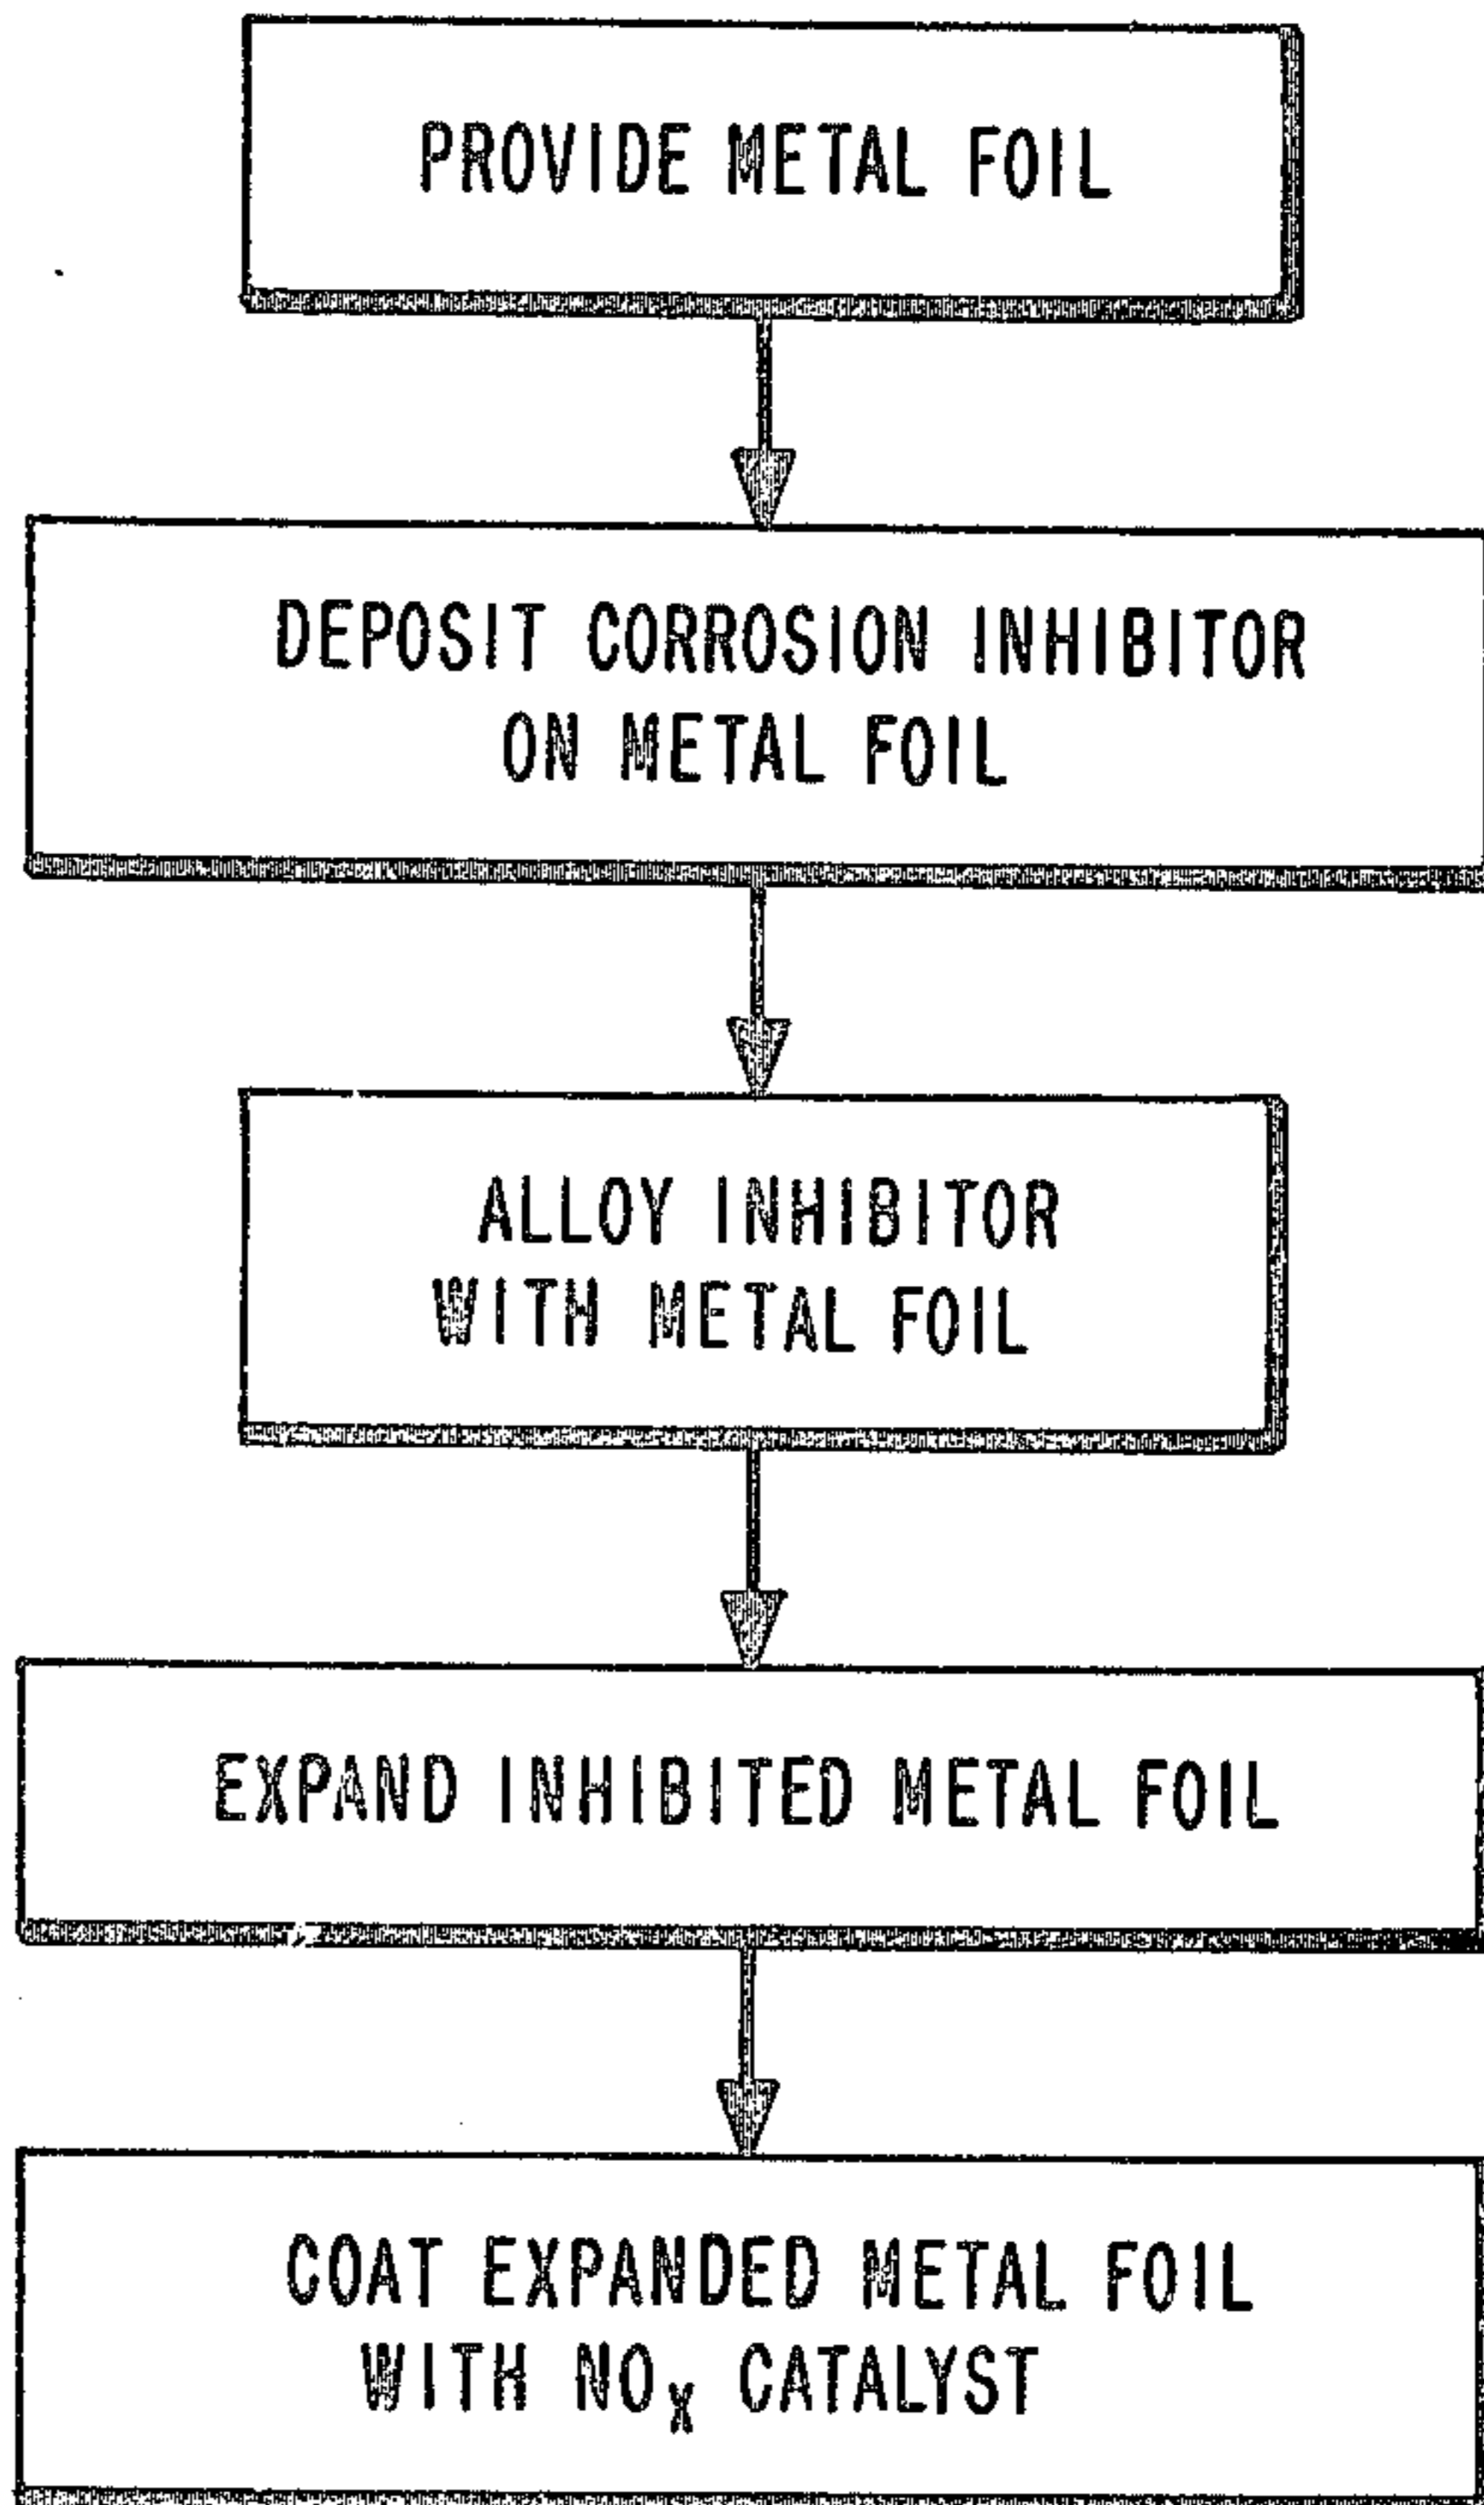 PROVIDE METAL FOIL
DEPOSIT CORROSION INHIBITOR
ON METAL FOIL
ALLOY INHIBITOR
WITH METAL FOIL
EXPAND INHIBITED METAL FOIL
COAT EXPANDED METAL FOIL
WITH NOₓ CATALYST